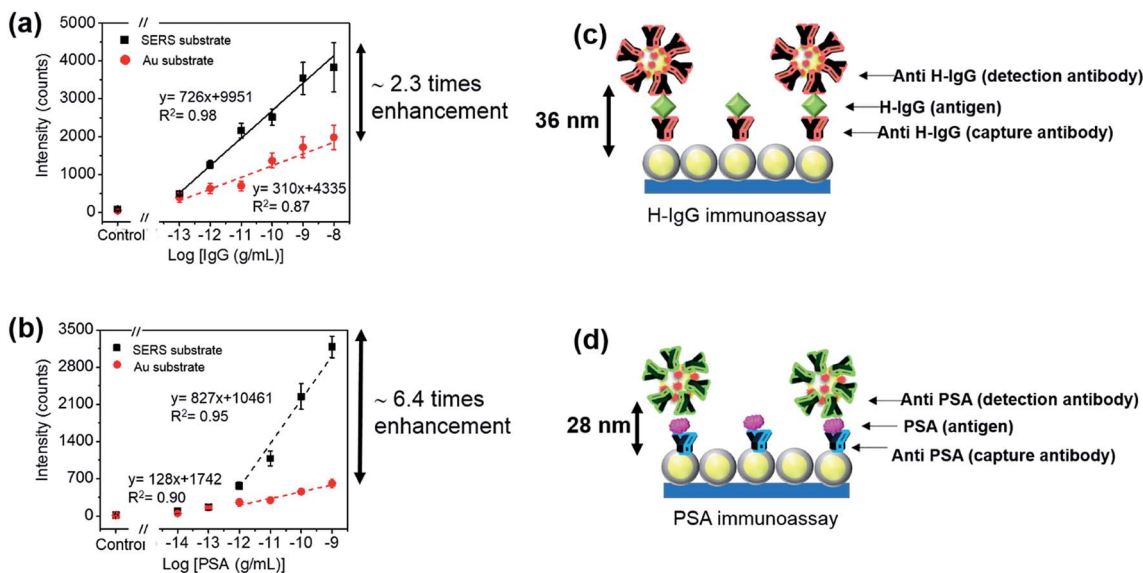 (a)
Intensity (counts)
5000
4000
3000
2000
1000
0
//
SERS substrate
Au substrate
y= 726x+9951
R²= 0.98
y= 310x+4335
R²= 0.87
//
Control -13 -12 -11 -10 -9 -8
Log [IgG (g/mL)]
~ 2.3 times
enhancement
(c)
36 nm
Anti H-IgG (detection antibody)
H-IgG (antigen)
Anti H-IgG (capture antibody)
H-IgG immunoassay
(b)
Intensity (counts)
3500
2800
2100
1400
700
0
//
SERS substrate
Au substrate
y= 827x+10461
R²= 0.95
y= 128x+1742
R²= 0.90
//
Control -14 -13 -12 -11 -10 -9
Log [PSA (g/mL)]
~ 6.4 times
enhancement
(d)
28 nm
Anti PSA (detection antibody)
PSA (antigen)
Anti PSA (capture antibody)
PSA immunoassay